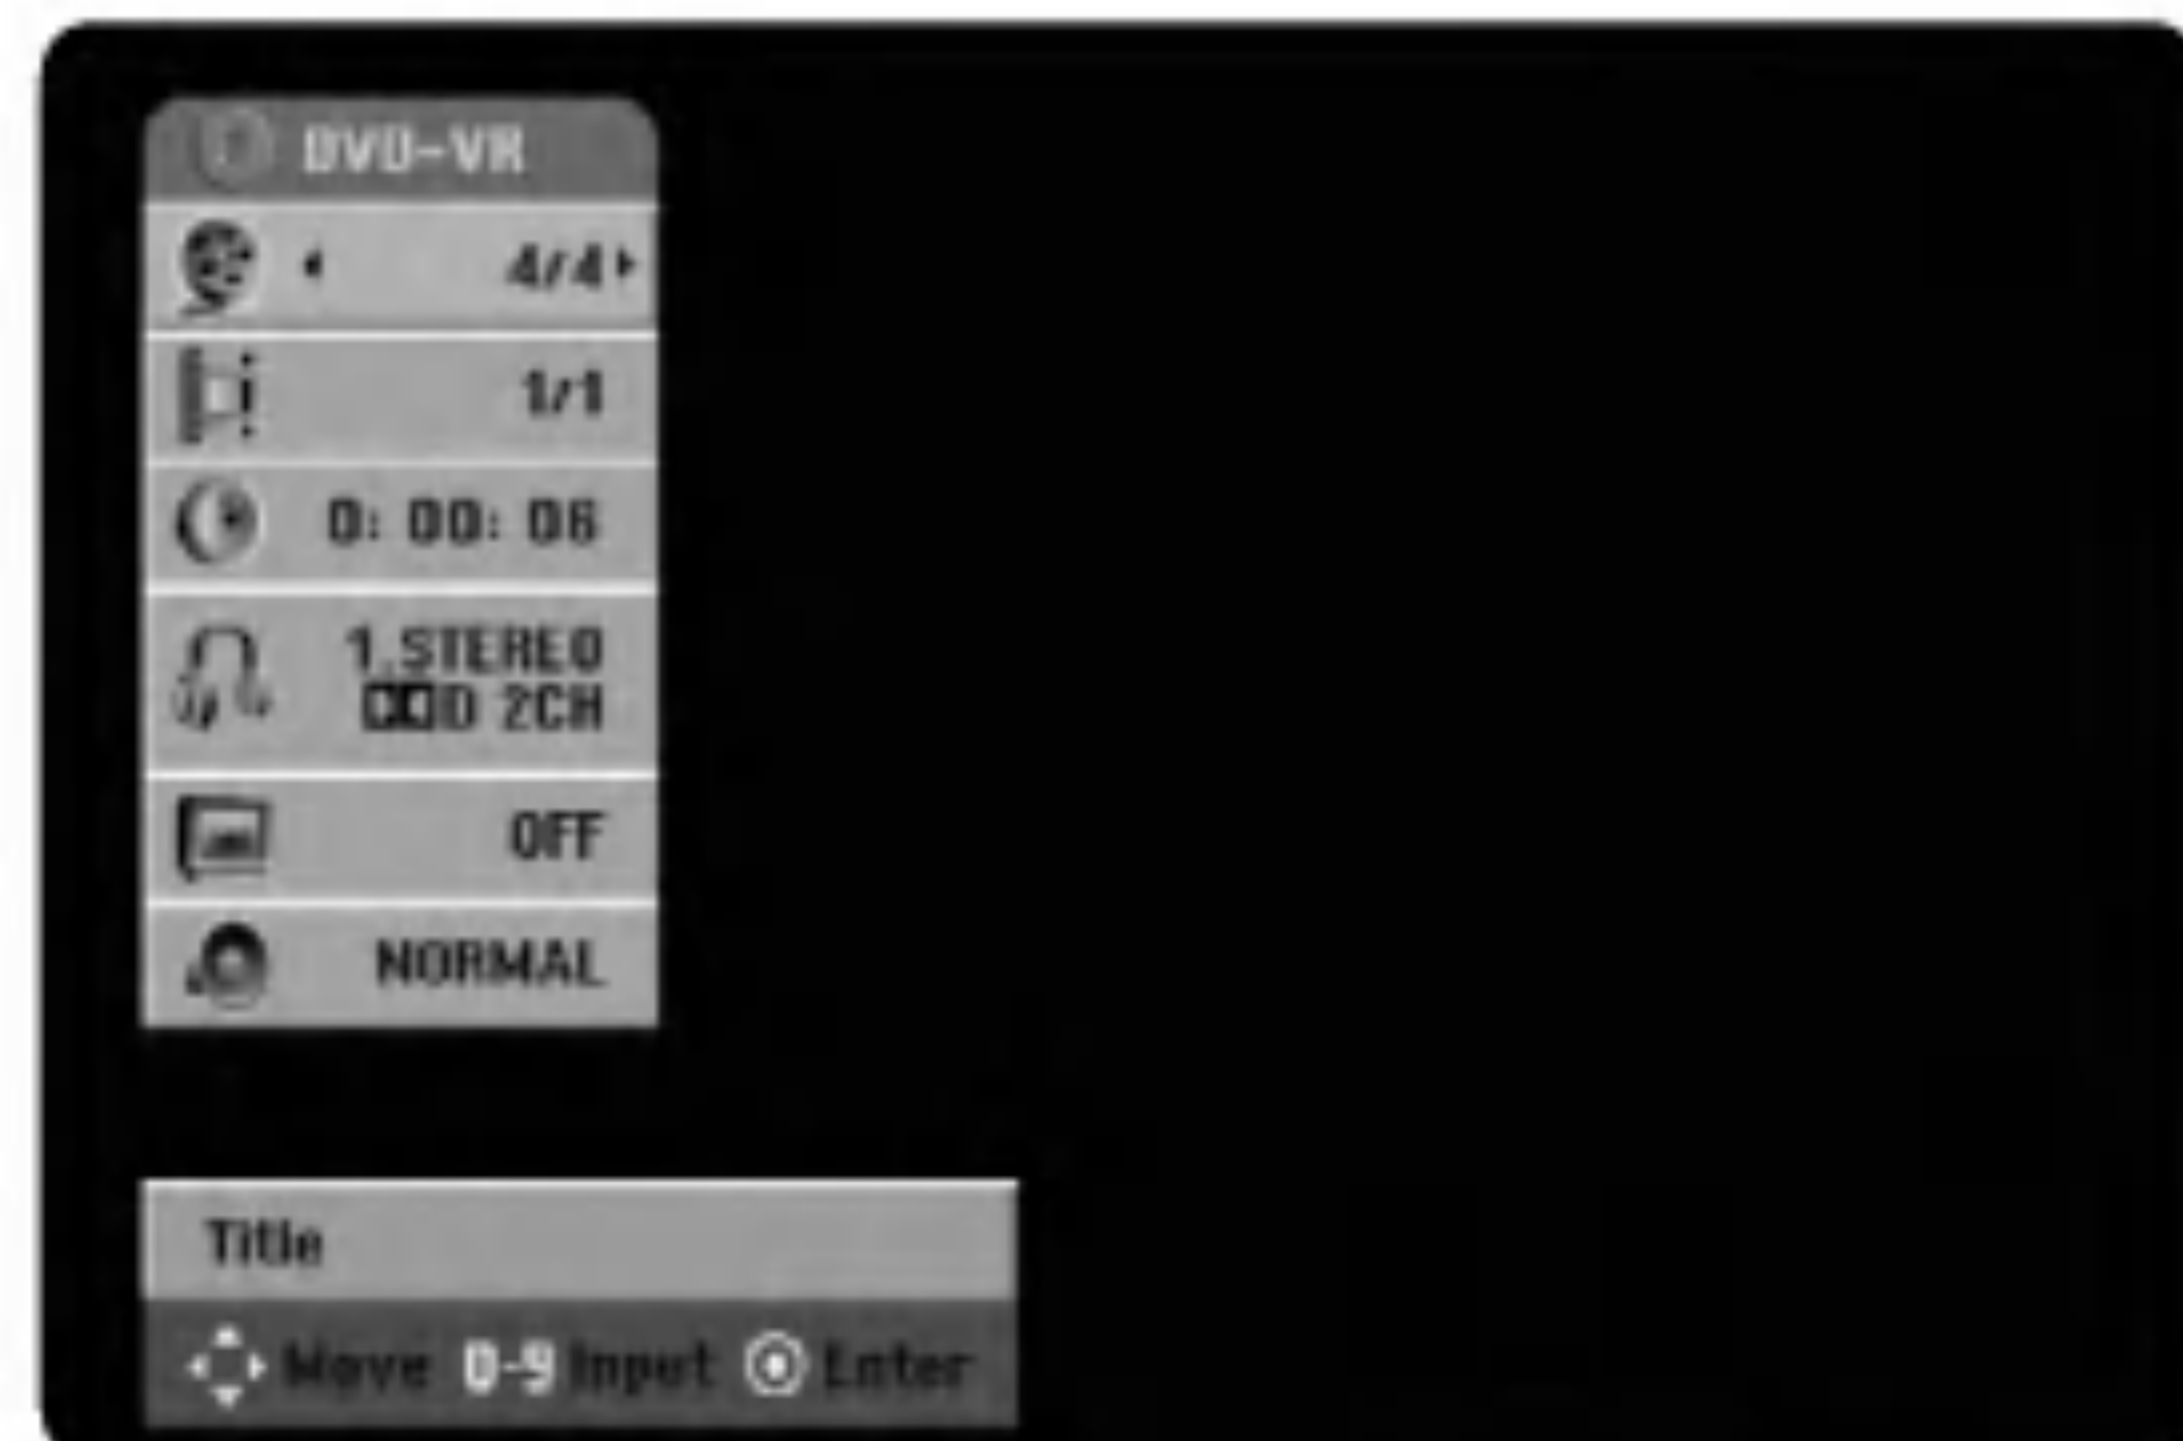 DVD-VR
4/4
1/1
0: 00: 06
1.STEREO
D 2CH
OFF
NORMAL
Title
Move 0-9 Input Enter